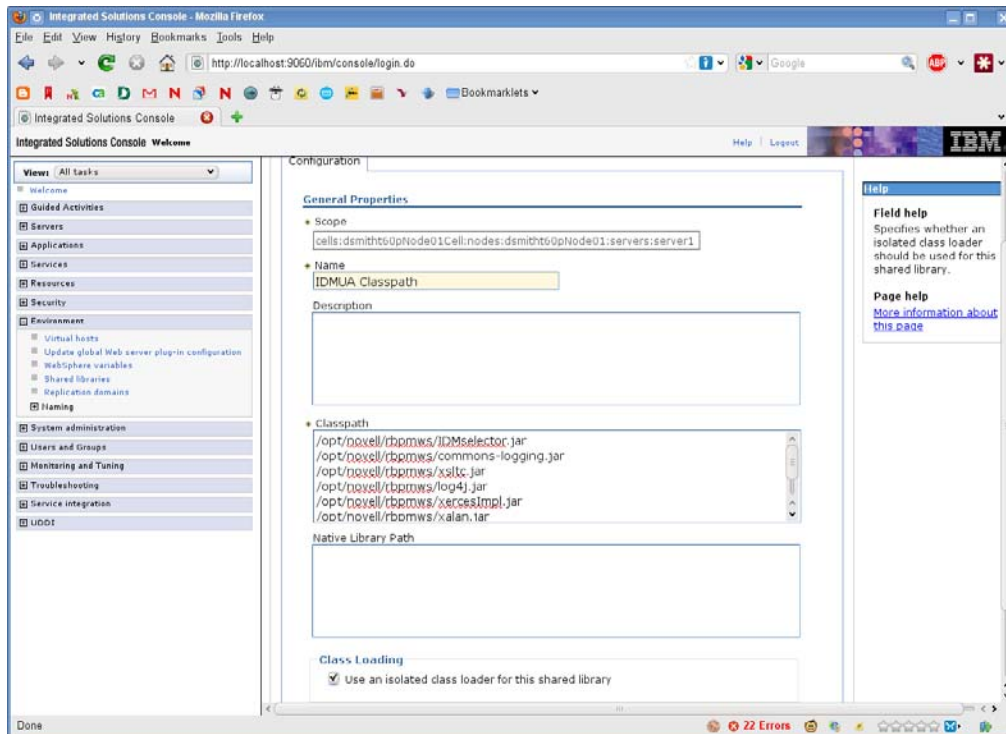 Integrated Solutions Console - Mozilla Firefox
File Edit View History Bookmarks Tools Help
http://localhost:9060/ibm/console/login.do
Google
ABP
Bookmarklets
Integrated Solutions Console
Integrated Solutions Console Welcome
Help Logout
IBM.
View: All tasks
Welcome
Guided Activities
Servers
Applications
Services
Resources
Security
Environment
Virtual hosts
Update global Web server plug-in configuration
WebSphere variables
Shared libraries
Replication domains
Naming
System administration
Users and Groups
Monitoring and Tuning
Troubleshooting
Service integration
UDDI
Configuration
General Properties
Scope
cells:dsmitht60pNode01Cell:nodes:dsmitht60pNode01:servers:server1
Name
IDMUA Classpath
Description
Classpath
/opt/novell/rbpmws/IDMselector.jar
/opt/novell/rbpmws/commons-logging.jar
/opt/novell/rbpmws/xsltc.jar
/opt/novell/rbpmws/log4j.jar
/opt/novell/rbpmws/xercesImpl.jar
/opt/novell/rbpmws/xalan.jar
Native Library Path
Class Loading
Use an isolated class loader for this shared library
Help
Field help
Specifies whether an
isolated class loader
should be used for this
shared library.
Page help
More information about
this page
Done
22 Errors